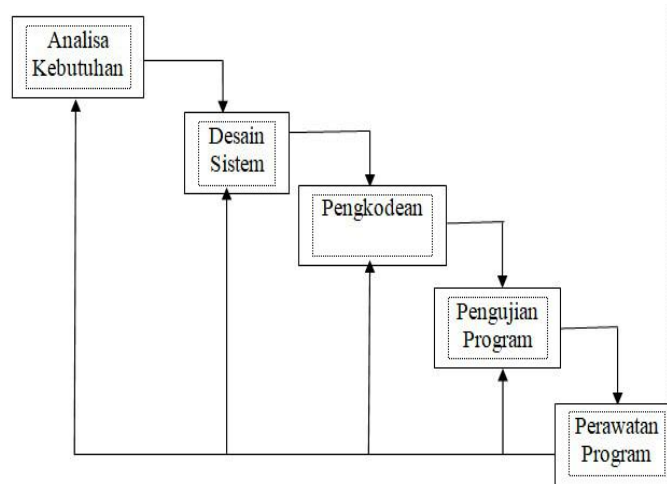 Analisa
Kebutuhan
Desain
Sistem
Pengkodean
Pengujian
Program
Perawatan
Program